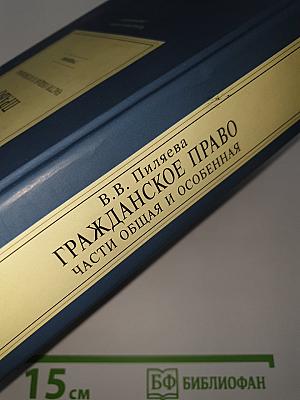 В.В. Пиляева
ГРАЖДАНСКОЕ ПРАВО
ЧАСТИ ОБЩАЯ И ОСОБЕННАЯ
15 см
БФ БИБЛИОФАН